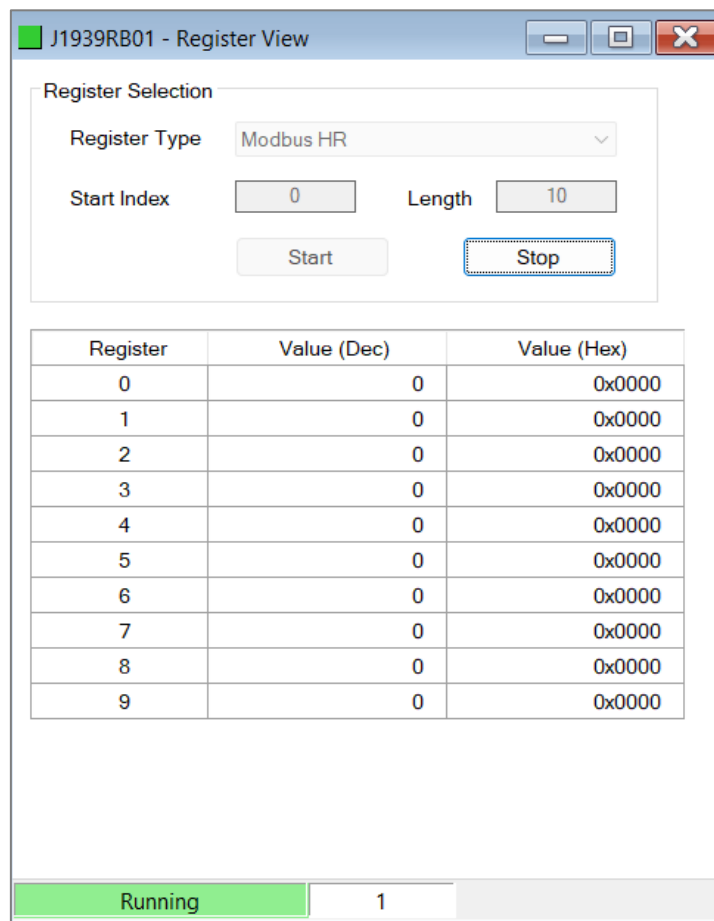 J1939RB01 - Register View
Register Selection
Register Type Modbus HR
Start Index 0 Length 10
Start Stop
Register Value (Dec) Value (Hex)
0 0 0x0000
1 0 0x0000
2 0 0x0000
3 0 0x0000
4 0 0x0000
5 0 0x0000
6 0 0x0000
7 0 0x0000
8 0 0x0000
9 0 0x0000
Running 1